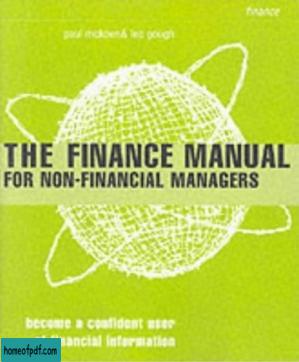 finance
paul mckoen & leo gough
THE FINANCE MANUAL
FOR NON-FINANCIAL MANAGERS
become a confident user
financial information
homeofpdf.com